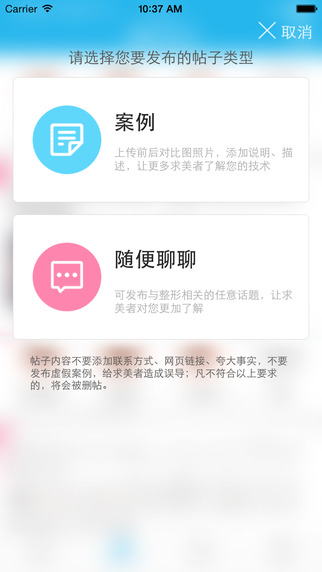 Carrier
10:37 AM
取消
请选择您要发布的帖子类型
案例
上传前后对比图照片，添加说明、描
述，让更多求美者了解您的技术
随便聊聊
可发布与整形相关的任意话题，让求
美者对您更加了解
帖子内容不要添加联系方式、网页链接、夸大事实，不要
发布虚假案例，给求美者造成误导；凡不符合以上要求
的，将会被删帖。